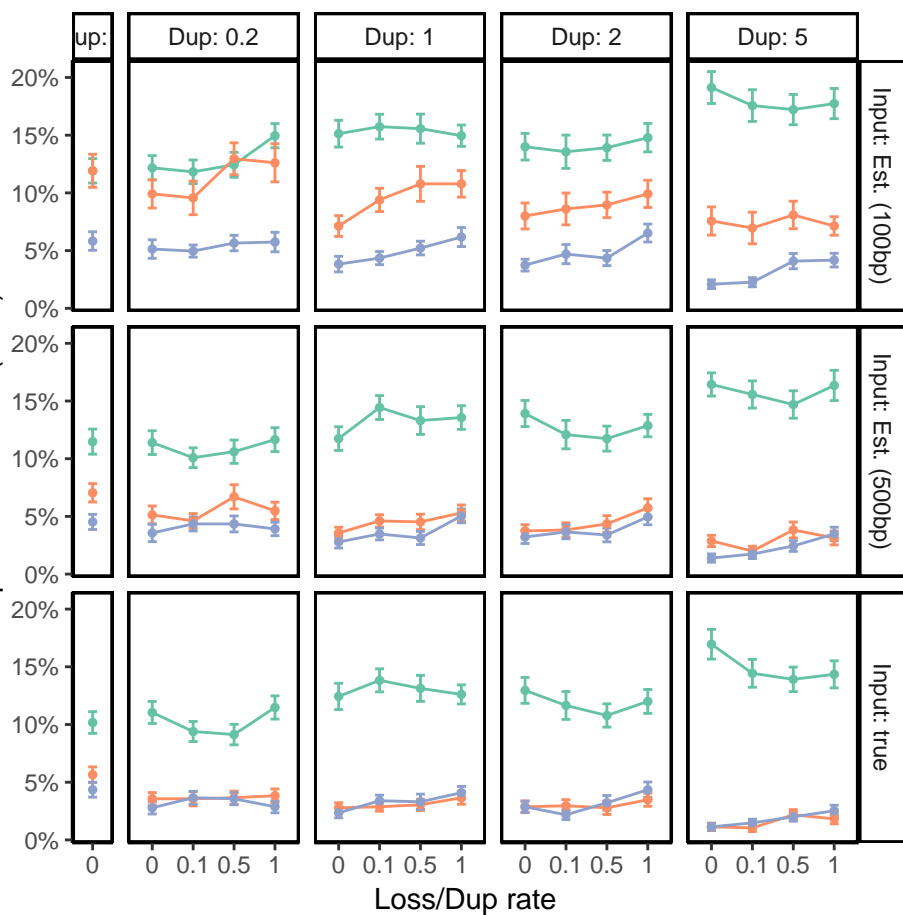 up: Dup: 0.2 Dup: 1 Dup: 2 Dup: 5
20%
15%
10%
5%
0%
Input: Est. (100bp)
20%
15%
10%
5%
0%
Input: Est. (500bp)
20%
15%
10%
5%
0%
Input: true
0 0 0.1 0.5 1 0 0.1 0.5 1 0 0.1 0.5 1 0 0.1 0.5 1
Loss/Dup rate